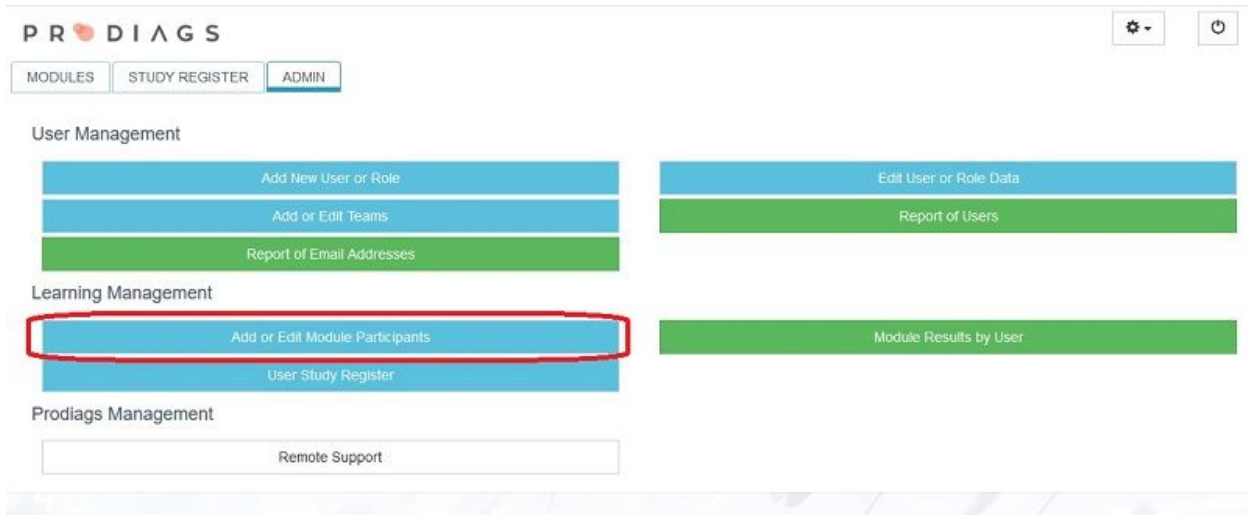 PRODIAGS
MODULES STUDY REGISTER ADMIN
User Management
Add New User or Role Edit User or Role Data
Add or Edit Teams Report of Users
Report of Email Addresses
Learning Management
Add or Edit Module Participants Module Results by User
User Study Register
Prodiags Management
Remote Support